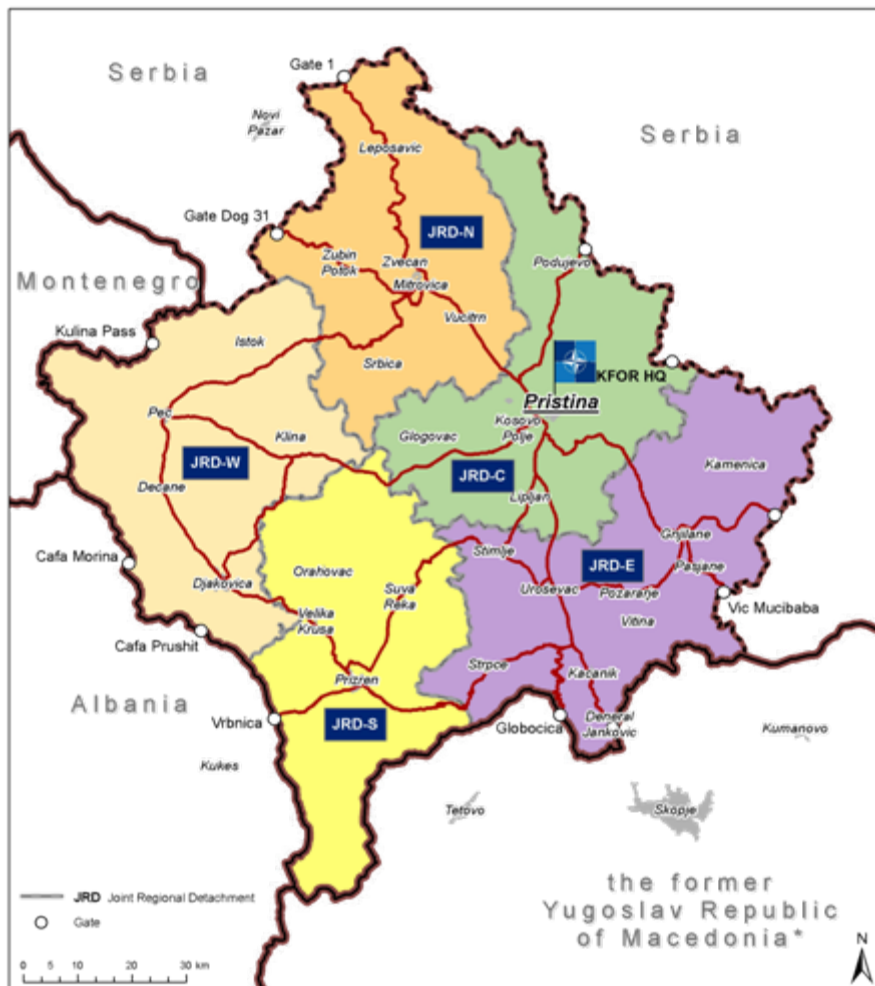 Gate 1
Serbia
Novi
Pazar
Serbia
Leposavic
Gate Dog 31
JRD-N
Zubin
Potok
Zvecan
Podujevo
Montenegro
Mitrovica
Vucitrn
Kulina Pass
Istok
Srbica
KFOR HQ
Pristina
Pec
Klina
Glogovac
Kosovo
Polje
JRD-W
JRD-C
Kamenica
Decane
Lipljan
Gnjilane
Cafa Morina
Stimlje
JRD-E
Pasjane
Djakovica
Orahovac
Suva
Reka
Urosevac
Pozaranje
Vic Mucibaba
Velika
Krusa
Vitina
Cafa Prushit
Strpce
Kacanik
Prizren
Albania
Vrbnica
JRD-S
Globocica
Deneral
Jankovic
Kumanovo
Kukes
Tetovo
Skopje
JRD Joint Regional Detachment
Gate
the former
Yugoslav Republic
of Macedonia*
N
0 5 10 20 30 km